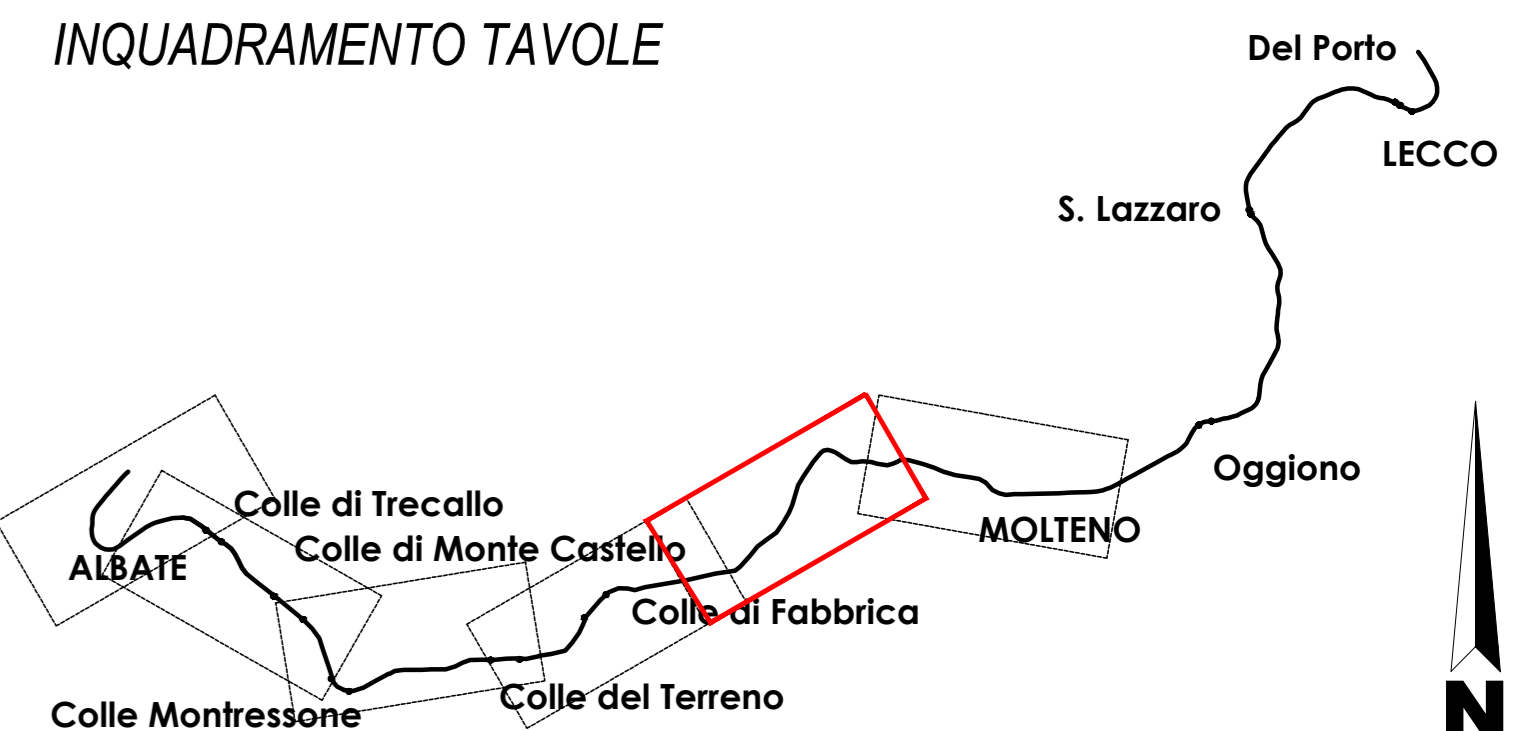 INQUADRAMENTO TAVOLE
Del Porto
LECCO
S. Lazzaro
Oggiono
Colle di Trecallo
MOLTENO
Colle di Monte Castello
ALBATE
Colle di Fabbrica
Colle del Terreno
Colle Montressone
N